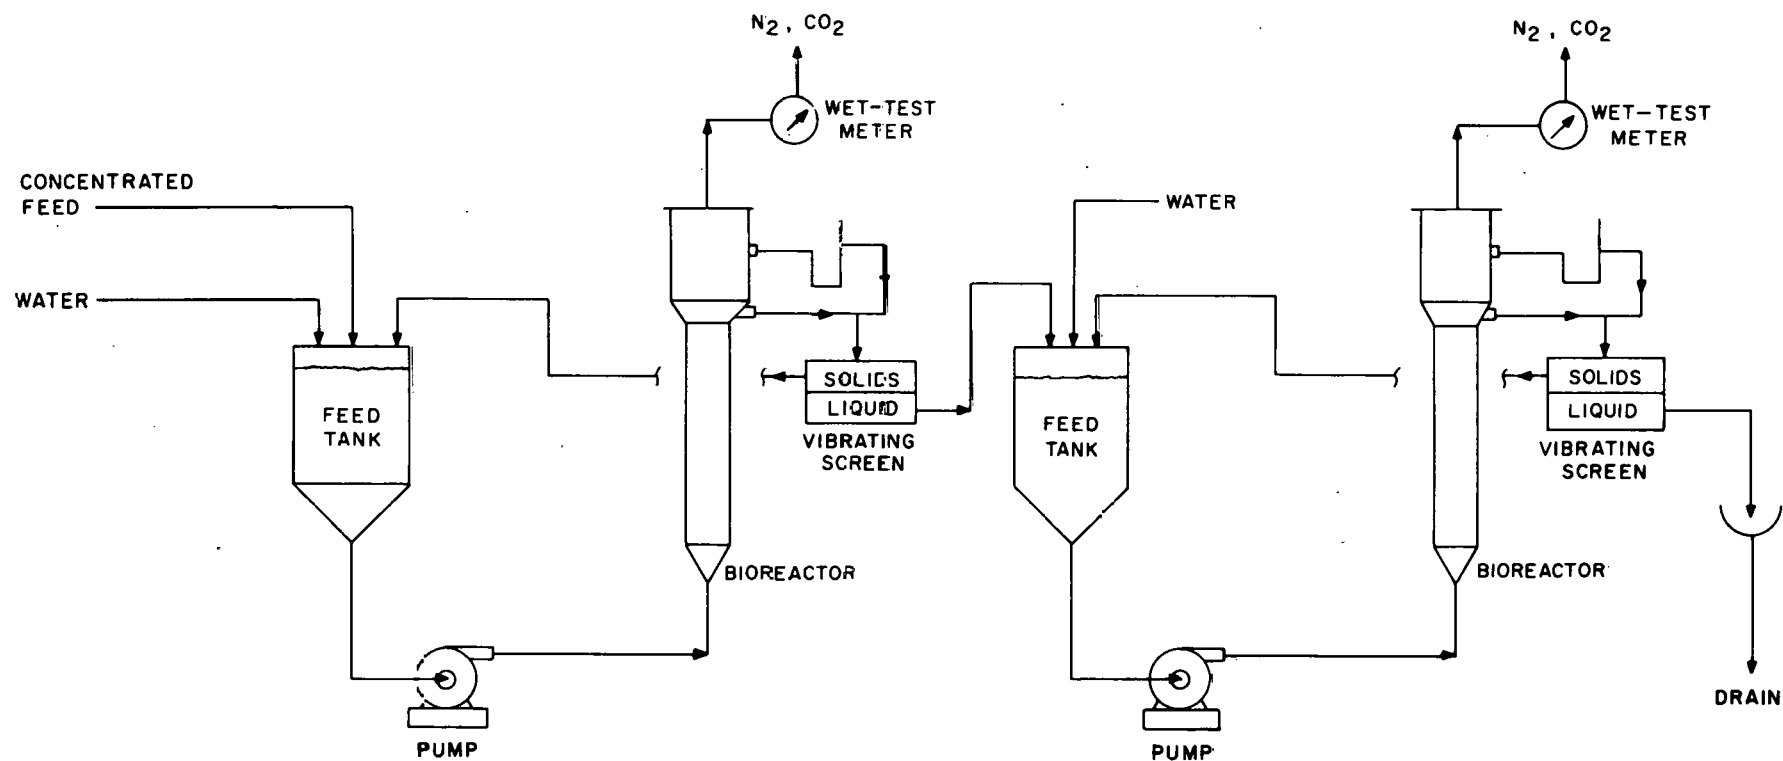 N2, CO2
WET-TEST
METER
CONCENTRATED
FEED
WATER
FEED
TANK
SOLIDS
LIQUID
VIBRATING
SCREEN
BIOREACTOR
PUMP
N2, CO2
WET-TEST
METER
WATER
FEED
TANK
SOLIDS
LIQUID
VIBRATING
SCREEN
BIOREACTOR
PUMP
DRAIN